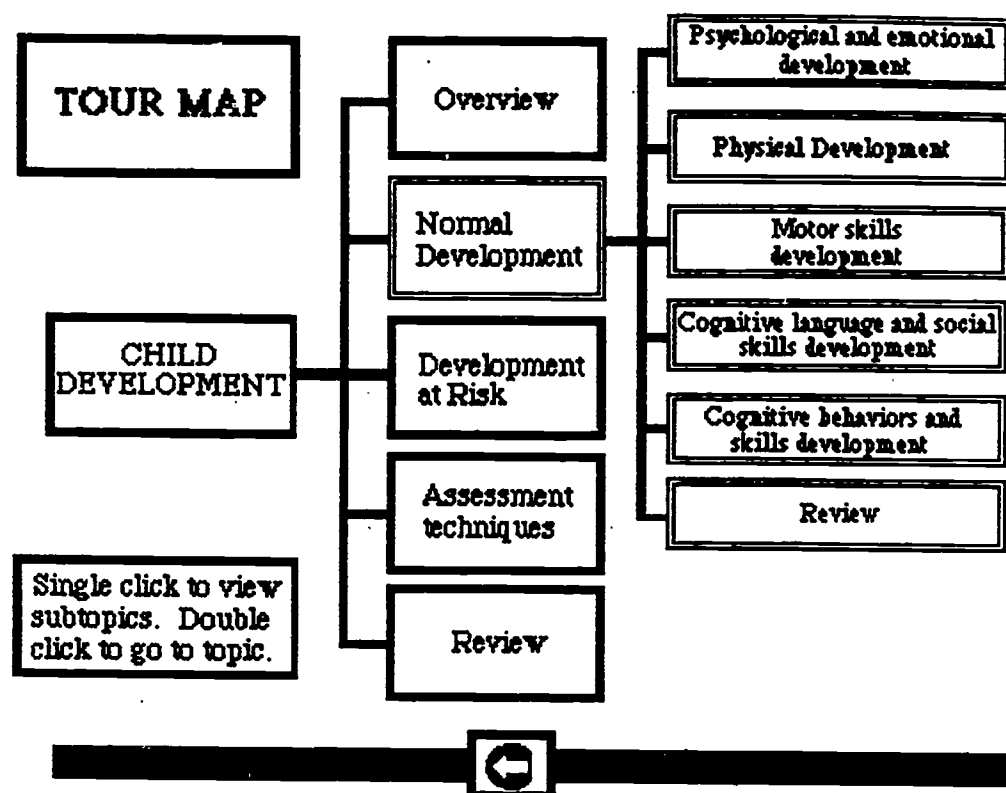 TOUR MAP
CHILD
DEVELOPMENT
Single click to view
subtopics. Double
click to go to topic.
Overview
Normal
Development
Development
at Risk
Assessment
techniques
Review
Psychological and emotional
development
Physical Development
Motor skills
development
Cognitive language and social
skills development
Cognitive behaviors and
skills development
Review